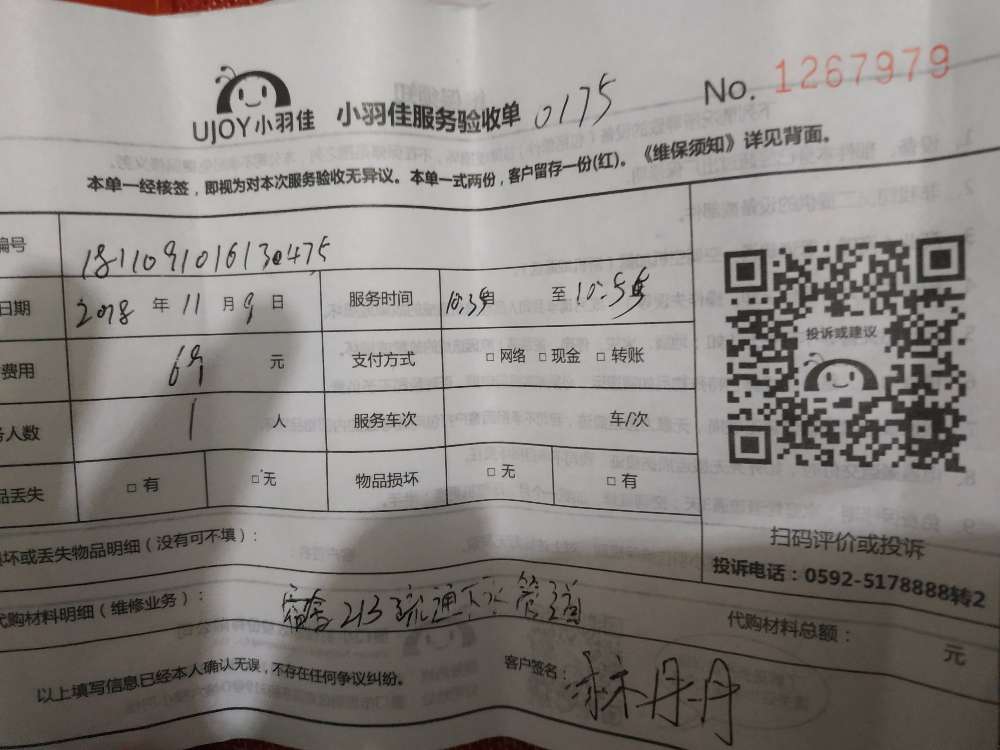 No. 1267979
UJOY小羽佳 小羽佳服务验收单 0175
本单一经核签，即视为对本次服务验收无异议。本单一式两份，客户留存一份(红)。《维保须知》详见背面。
编号 1811091016130475
日期 2018 年 11 月 9 日 服务时间 10:35 至 10:55
费用 69 元 支付方式 □ 网络 □ 现金 □ 转账
人数 1 人 服务车次 车/次
品丢失 □ 有 □ 无 物品损坏 □ 无 □ 有
坏或丢失物品明细（没有可不填）：
代购材料明细（维修业务）： 宿舍213疏通下水管道
代购材料总额： 元
以上填写信息已经本人确认无误，不存在任何争议纠纷。
客户签名： 林丹丹
投诉或建议
扫码评价或投诉
投诉电话：0592-5178888转2